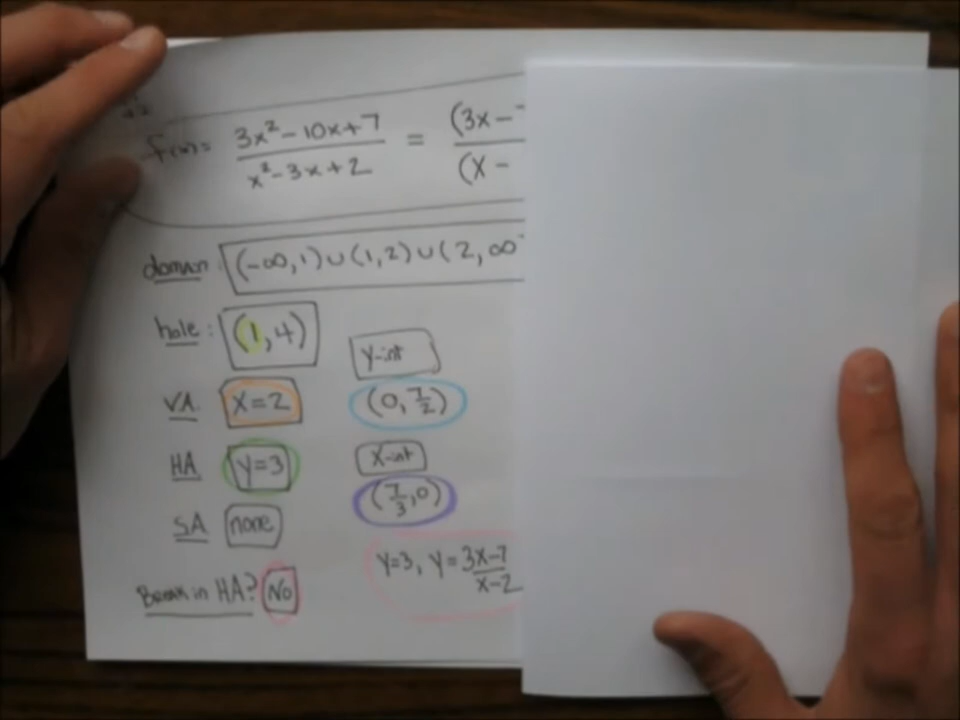 f(x) = 3x²-10x+7 / x²-3x+2 = (3x- / (x-
domain: (-∞,1)∪(1,2)∪(2,∞
hole: (1,4)
VA. x=2
HA y=3
SA none
Break in HA? No
y-int
(0, 7/2)
x-int
(7/3, 0)
y=3, y= 3x-7 / x-2